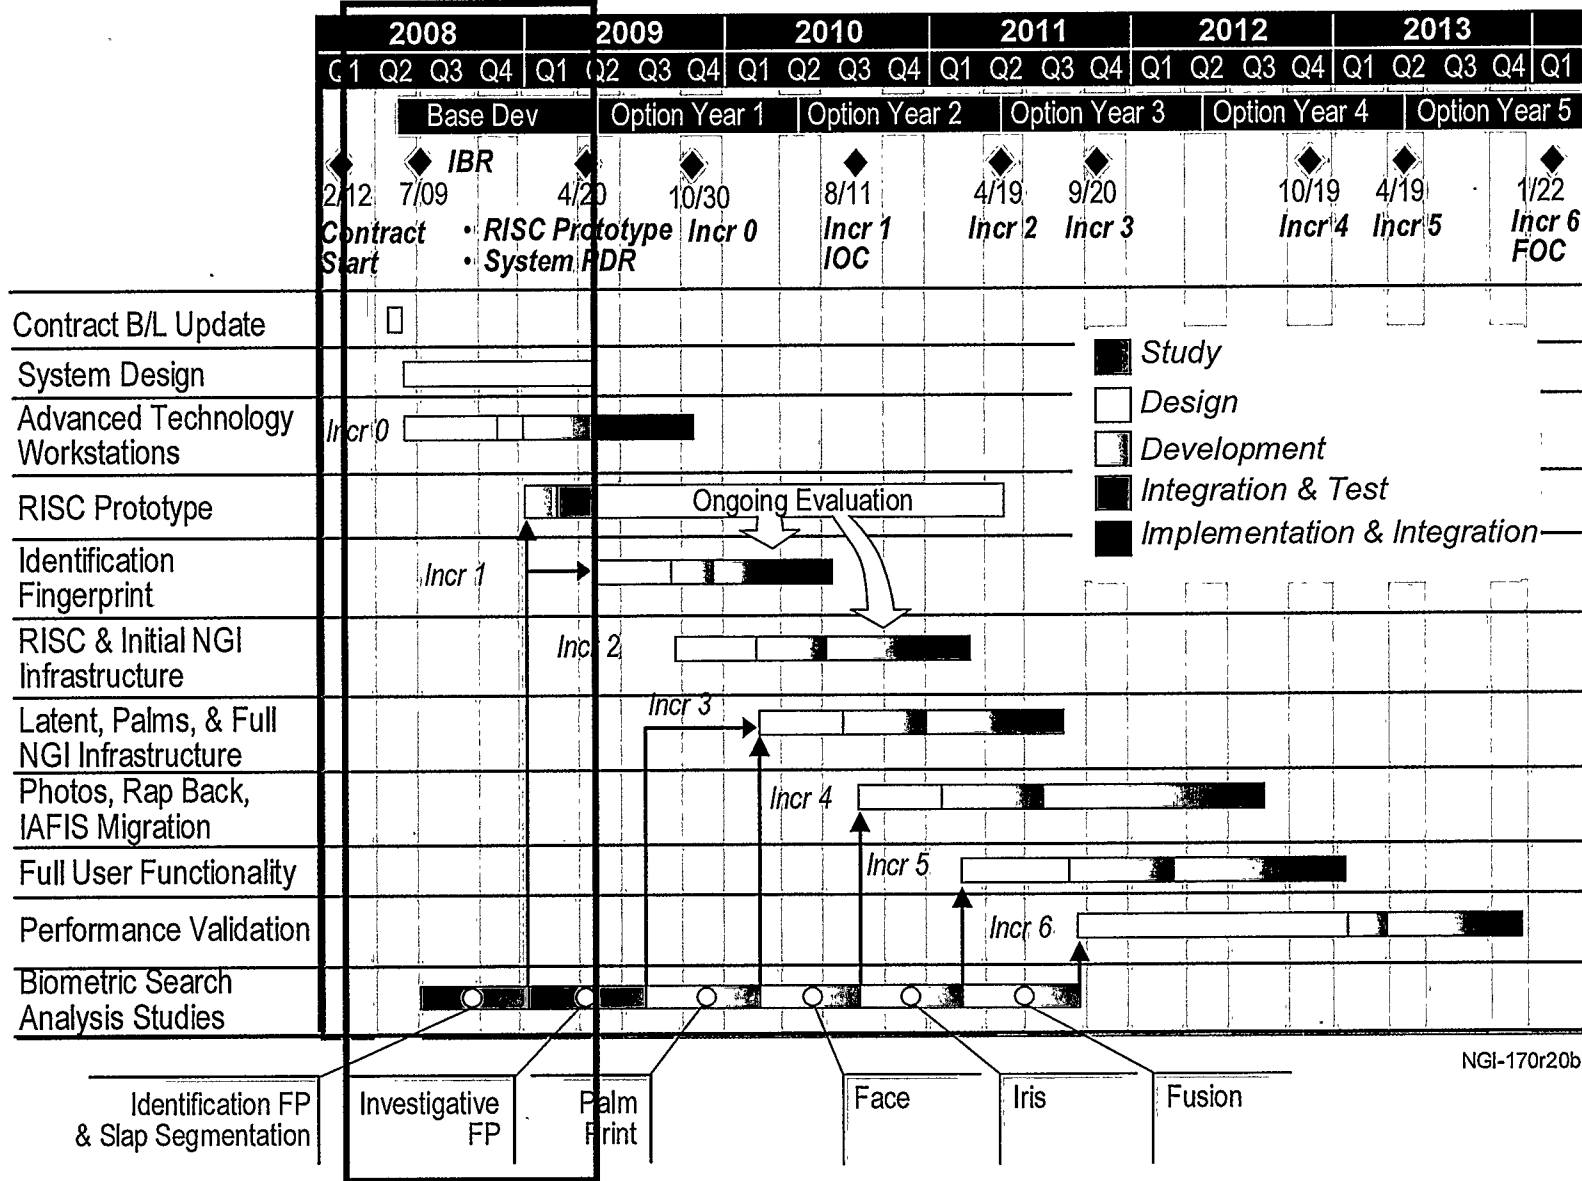 2008 2009 2010 2011 2012 2013
Q1 Q2 Q3 Q4 Q1 Q2 Q3 Q4 Q1 Q2 Q3 Q4 Q1 Q2 Q3 Q4 Q1 Q2 Q3 Q4 Q1 Q2 Q3 Q4 Q1
Base Dev Option Year 1 Option Year 2 Option Year 3 Option Year 4 Option Year 5
IBR
2/12 7/09 4/20 10/30 8/11 4/19 9/20 10/19 4/19 1/22
Contract • RISC Prototype Incr 0 Incr 1 Incr 2 Incr 3 Incr 4 Incr 5 Incr 6
Start • System PDR IOC FOC
Contract B/L Update
Study
System Design
Design
Advanced Technology
Workstations
Incr 0
Development
RISC Prototype
Ongoing Evaluation
Integration & Test
Implementation & Integration
Identification
Fingerprint
Incr 1
RISC & Initial NGI
Infrastructure
Incr 2
Latent, Palms, & Full
NGI Infrastructure
Incr 3
Photos, Rap Back,
IAFIS Migration
Incr 4
Full User Functionality
Incr 5
Performance Validation
Incr 6
Biometric Search
Analysis Studies
NGI-170r20b
Identification FP
& Slap Segmentation
Investigative
FP
Palm
Print
Face
Iris
Fusion